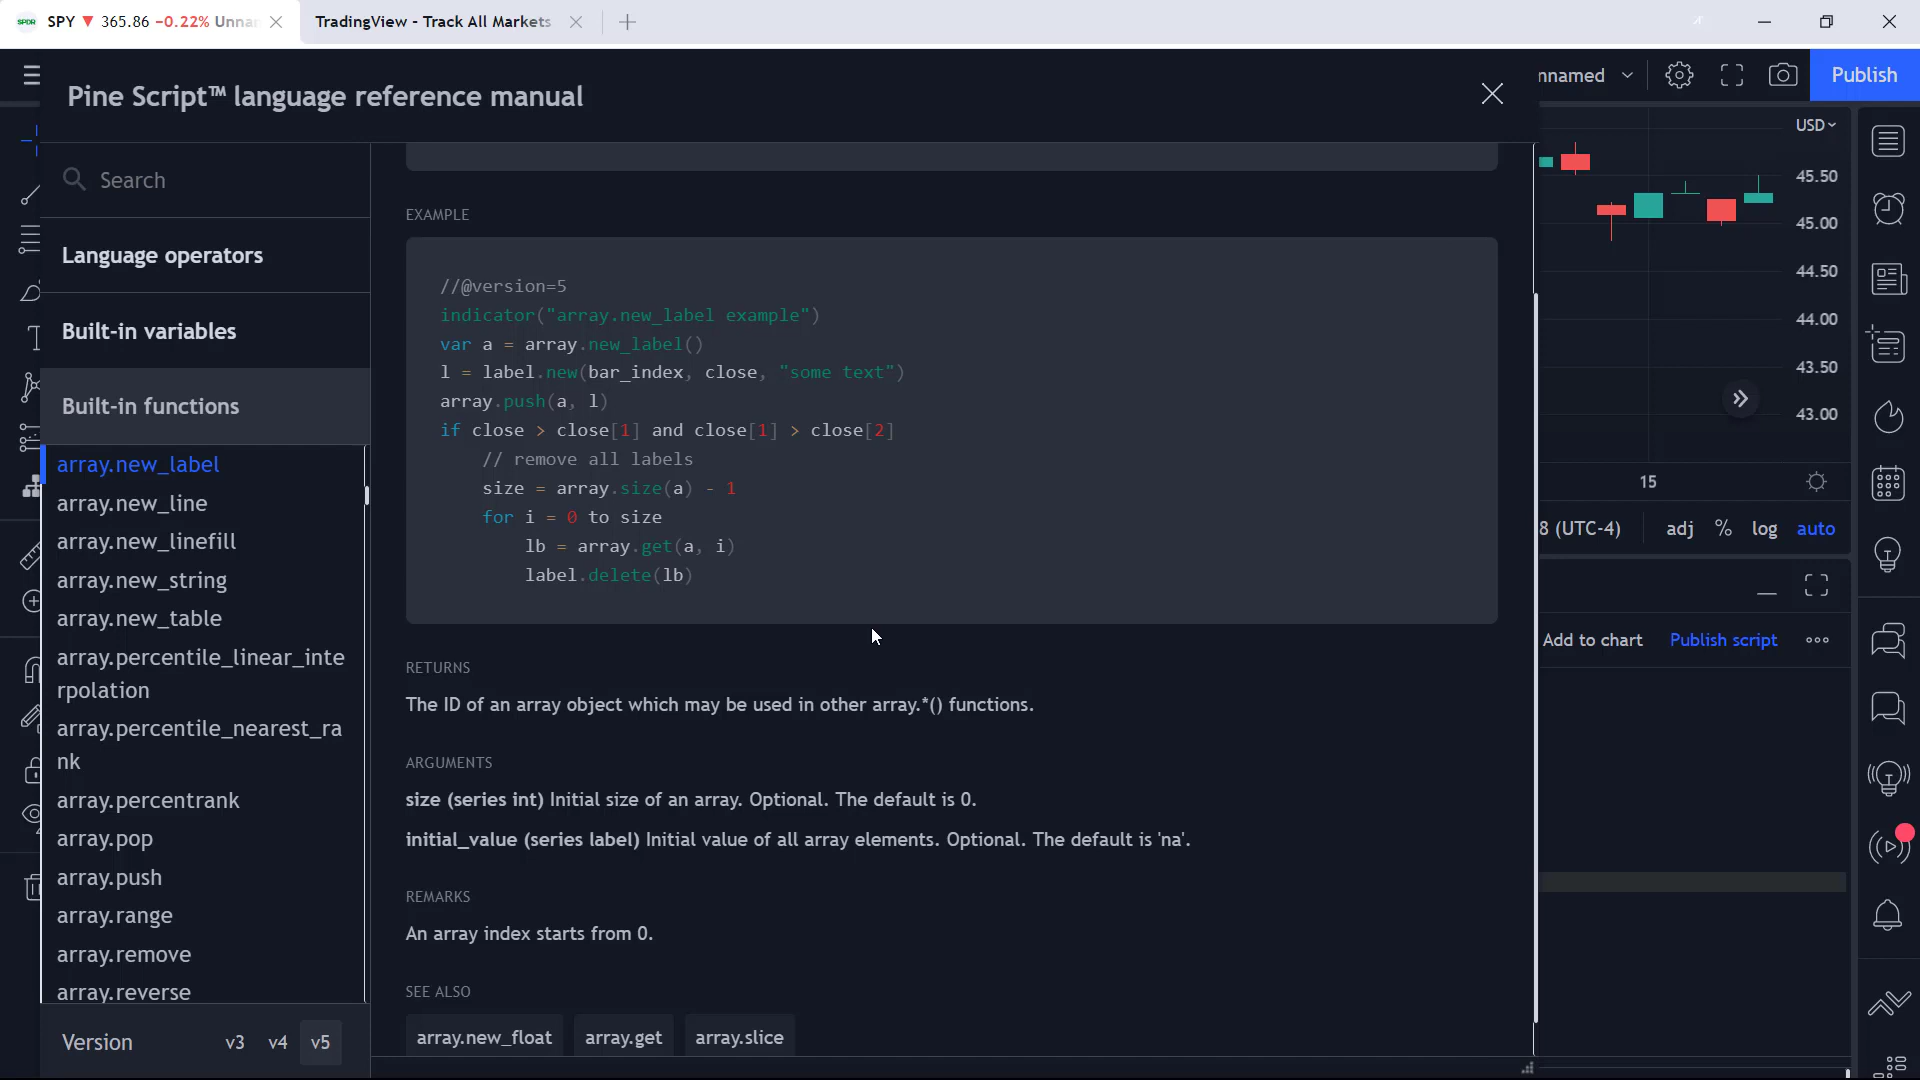 SPDR SPY ▼ 365.86 −0.22% Unna
TradingView - Track All Markets
Pine Script™ language reference manual
nnamed
Publish
Search
Language operators
Built-in variables
Built-in functions
array.new_label
array.new_line
array.new_linefill
array.new_string
array.new_table
array.percentile_linear_inte
rpolation
array.percentile_nearest_ra
nk
array.percentrank
array.pop
array.push
array.range
array.remove
array.reverse
Version v3 v4 v5
EXAMPLE
//@version=5
indicator("array.new_label example")
var a = array.new_label()
l = label.new(bar_index, close, "some text")
array.push(a, l)
if close > close[1] and close[1] > close[2]
    // remove all labels
    size = array.size(a) - 1
    for i = 0 to size
        lb = array.get(a, i)
        label.delete(lb)
RETURNS
The ID of an array object which may be used in other array.*() functions.
ARGUMENTS
size (series int) Initial size of an array. Optional. The default is 0.
initial_value (series label) Initial value of all array elements. Optional. The default is 'na'.
REMARKS
An array index starts from 0.
SEE ALSO
array.new_float array.get array.slice
USD
45.50
45.00
44.50
44.00
43.50
43.00
15
8 (UTC-4) adj % log auto
Add to chart Publish script